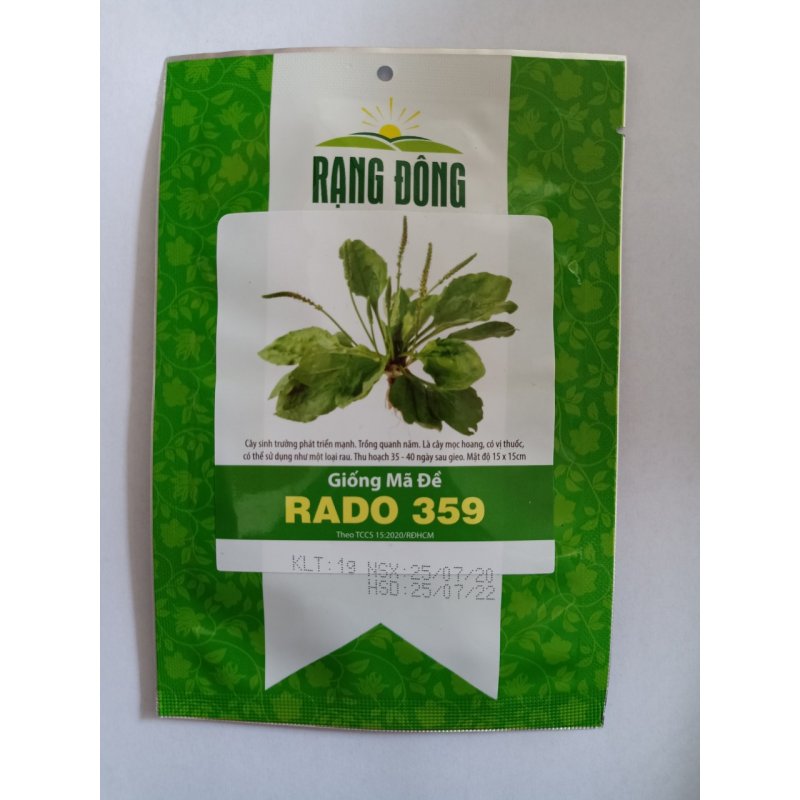 RẠNG ĐÔNG
Cây sinh trưởng phát triển mạnh. Trồng quanh năm. Là cây mọc hoang, có vị thuốc,
có thể sử dụng như một loại rau. Thu hoạch 35 - 40 ngày sau gieo. Mật độ 15 x 15cm
Giống Mã Đề
RADO 359
Theo TCCS 15:2020/RĐHCM
KLT:1g NSX:25/07/20
HSD:25/07/22